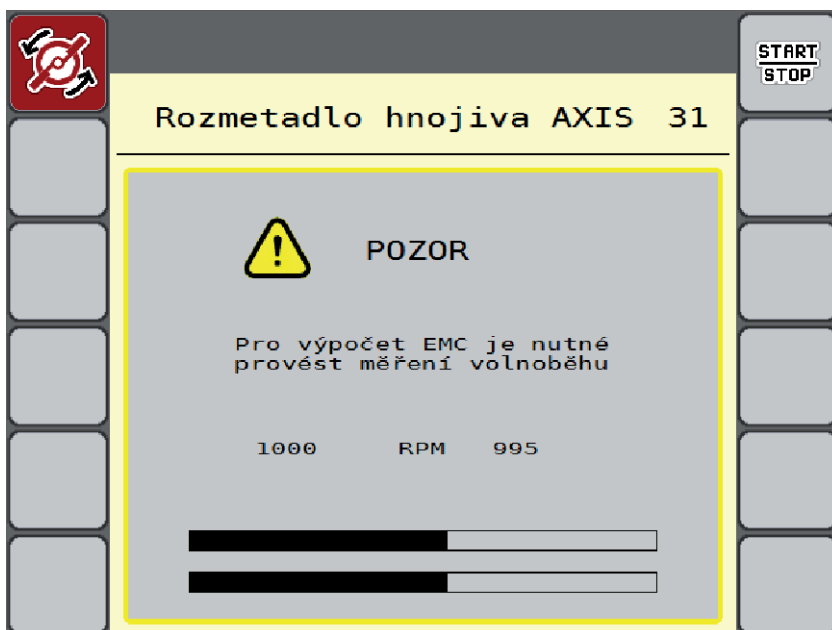 START
STOP
Rozmetadlo hnojiva AXIS 31
POZOR
Pro výpočet EMC je nutné
provést měření volnoběhu
1000 RPM 995